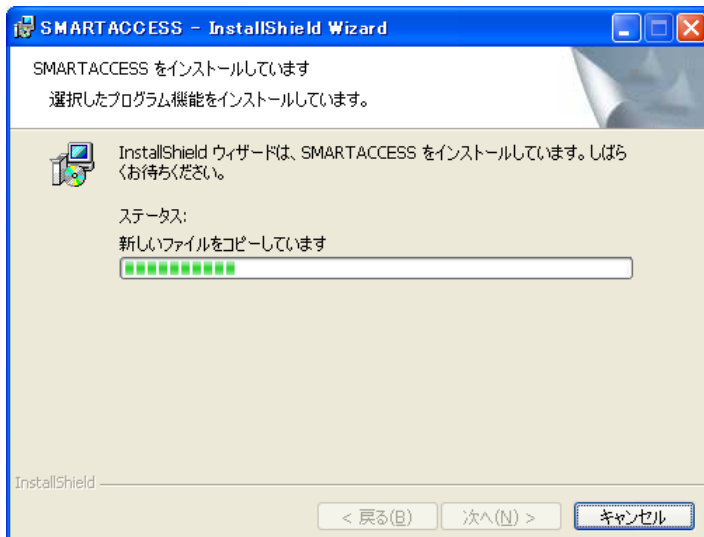 SMARTACCESS - InstallShield Wizard
SMARTACCESS をインストールしています
選択したプログラム機能をインストールしています。
InstallShield ウィザードは、SMARTACCESS をインストールしています。しばら
くお待ちください。
ステータス:
新しいファイルをコピーしています
InstallShield
< 戻る(B) 次へ(N) > キャンセル